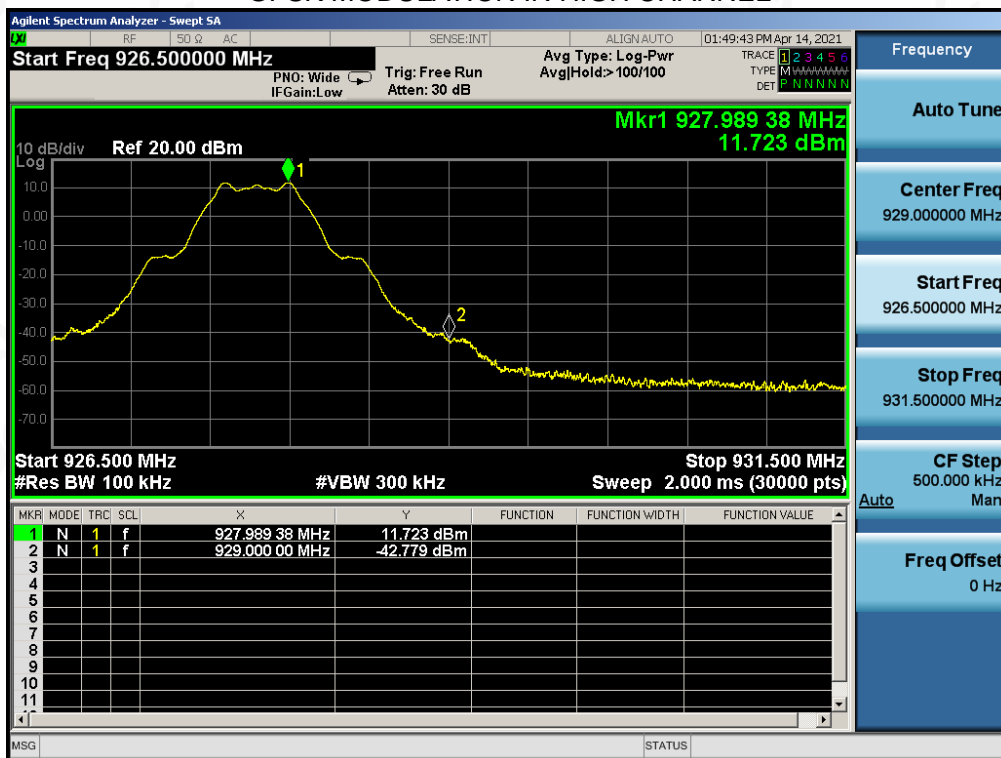 Agilent Spectrum Analyzer - Swept SA
LXI RF 50 Ω AC SENSE:INT ALIGN AUTO 01:49:43 PM Apr 14, 2021
Start Freq 926.500000 MHz
PNO: Wide
IFGain:Low
Trig: Free Run
Atten: 30 dB
Avg Type: Log-Pwr
Avg|Hold:> 100/100
TRACE 1 2 3 4 5 6
TYPE M
DET P N N N N N
Mkr1 927.989 38 MHz
11.723 dBm
10 dB/div Ref 20.00 dBm
Log
10.0
0.00
-10.0
-20.0
-30.0
-40.0
-50.0
-60.0
-70.0
1
2
Start 926.500 MHz Stop 931.500 MHz
#Res BW 100 kHz #VBW 300 kHz Sweep 2.000 ms (30000 pts)
MKR MODE TRC SCL X Y FUNCTION FUNCTION WIDTH FUNCTION VALUE
1 N 1 f 927.989 38 MHz 11.723 dBm
2 N 1 f 929.000 00 MHz -42.779 dBm
3
4
5
6
7
8
9
10
11
MSG STATUS
Frequency
Auto Tune
Center Freq
929.000000 MHz
Start Freq
926.500000 MHz
Stop Freq
931.500000 MHz
CF Step
500.000 kHz
Auto Man
Freq Offset
0 Hz